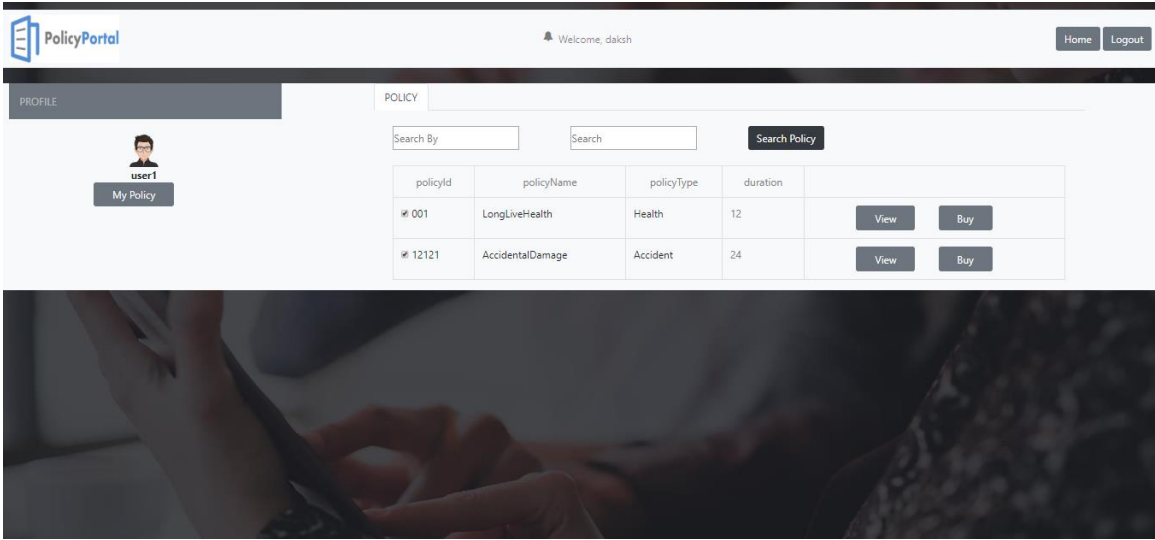 PolicyPortal
Welcome, daksh
Home Logout
PROFILE
user1
My Policy
POLICY
Search By Search Search Policy
policyId policyName policyType duration
001 LongLiveHealth Health 12 View Buy
12121 AccidentalDamage Accident 24 View Buy